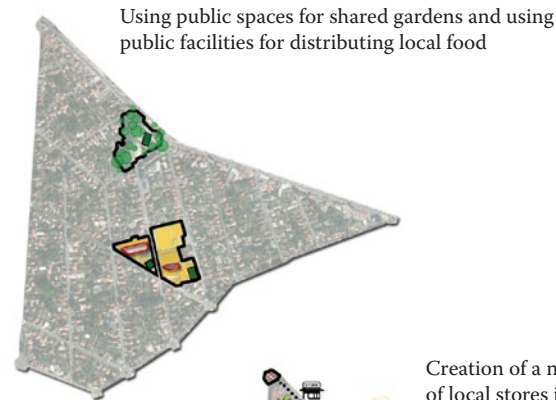 Using public spaces for shared gardens and using
public facilities for distributing local food
Creation of a n
of local stores i